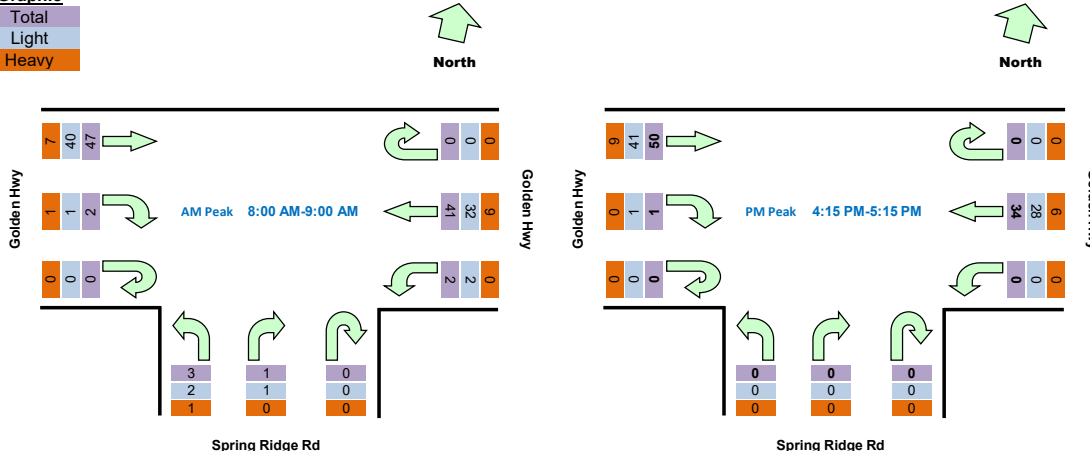 Graphic
Total
Light
Heavy
North
7 40 47
0 0 0
Golden Hwy
1 1 2
AM Peak 8:00 AM-9:00 AM
41 32 9
Golden Hwy
0 0 0
2 2 0
3 1 0
2 1 0
1 0 0
Spring Ridge Rd
North
9 41 50
0 0 0
Golden Hwy
0 1 1
PM Peak 4:15 PM-5:15 PM
34 28 6
0 0 0
0 0 0
0 0 0
0 0 0
0 0 0
Spring Ridge Rd